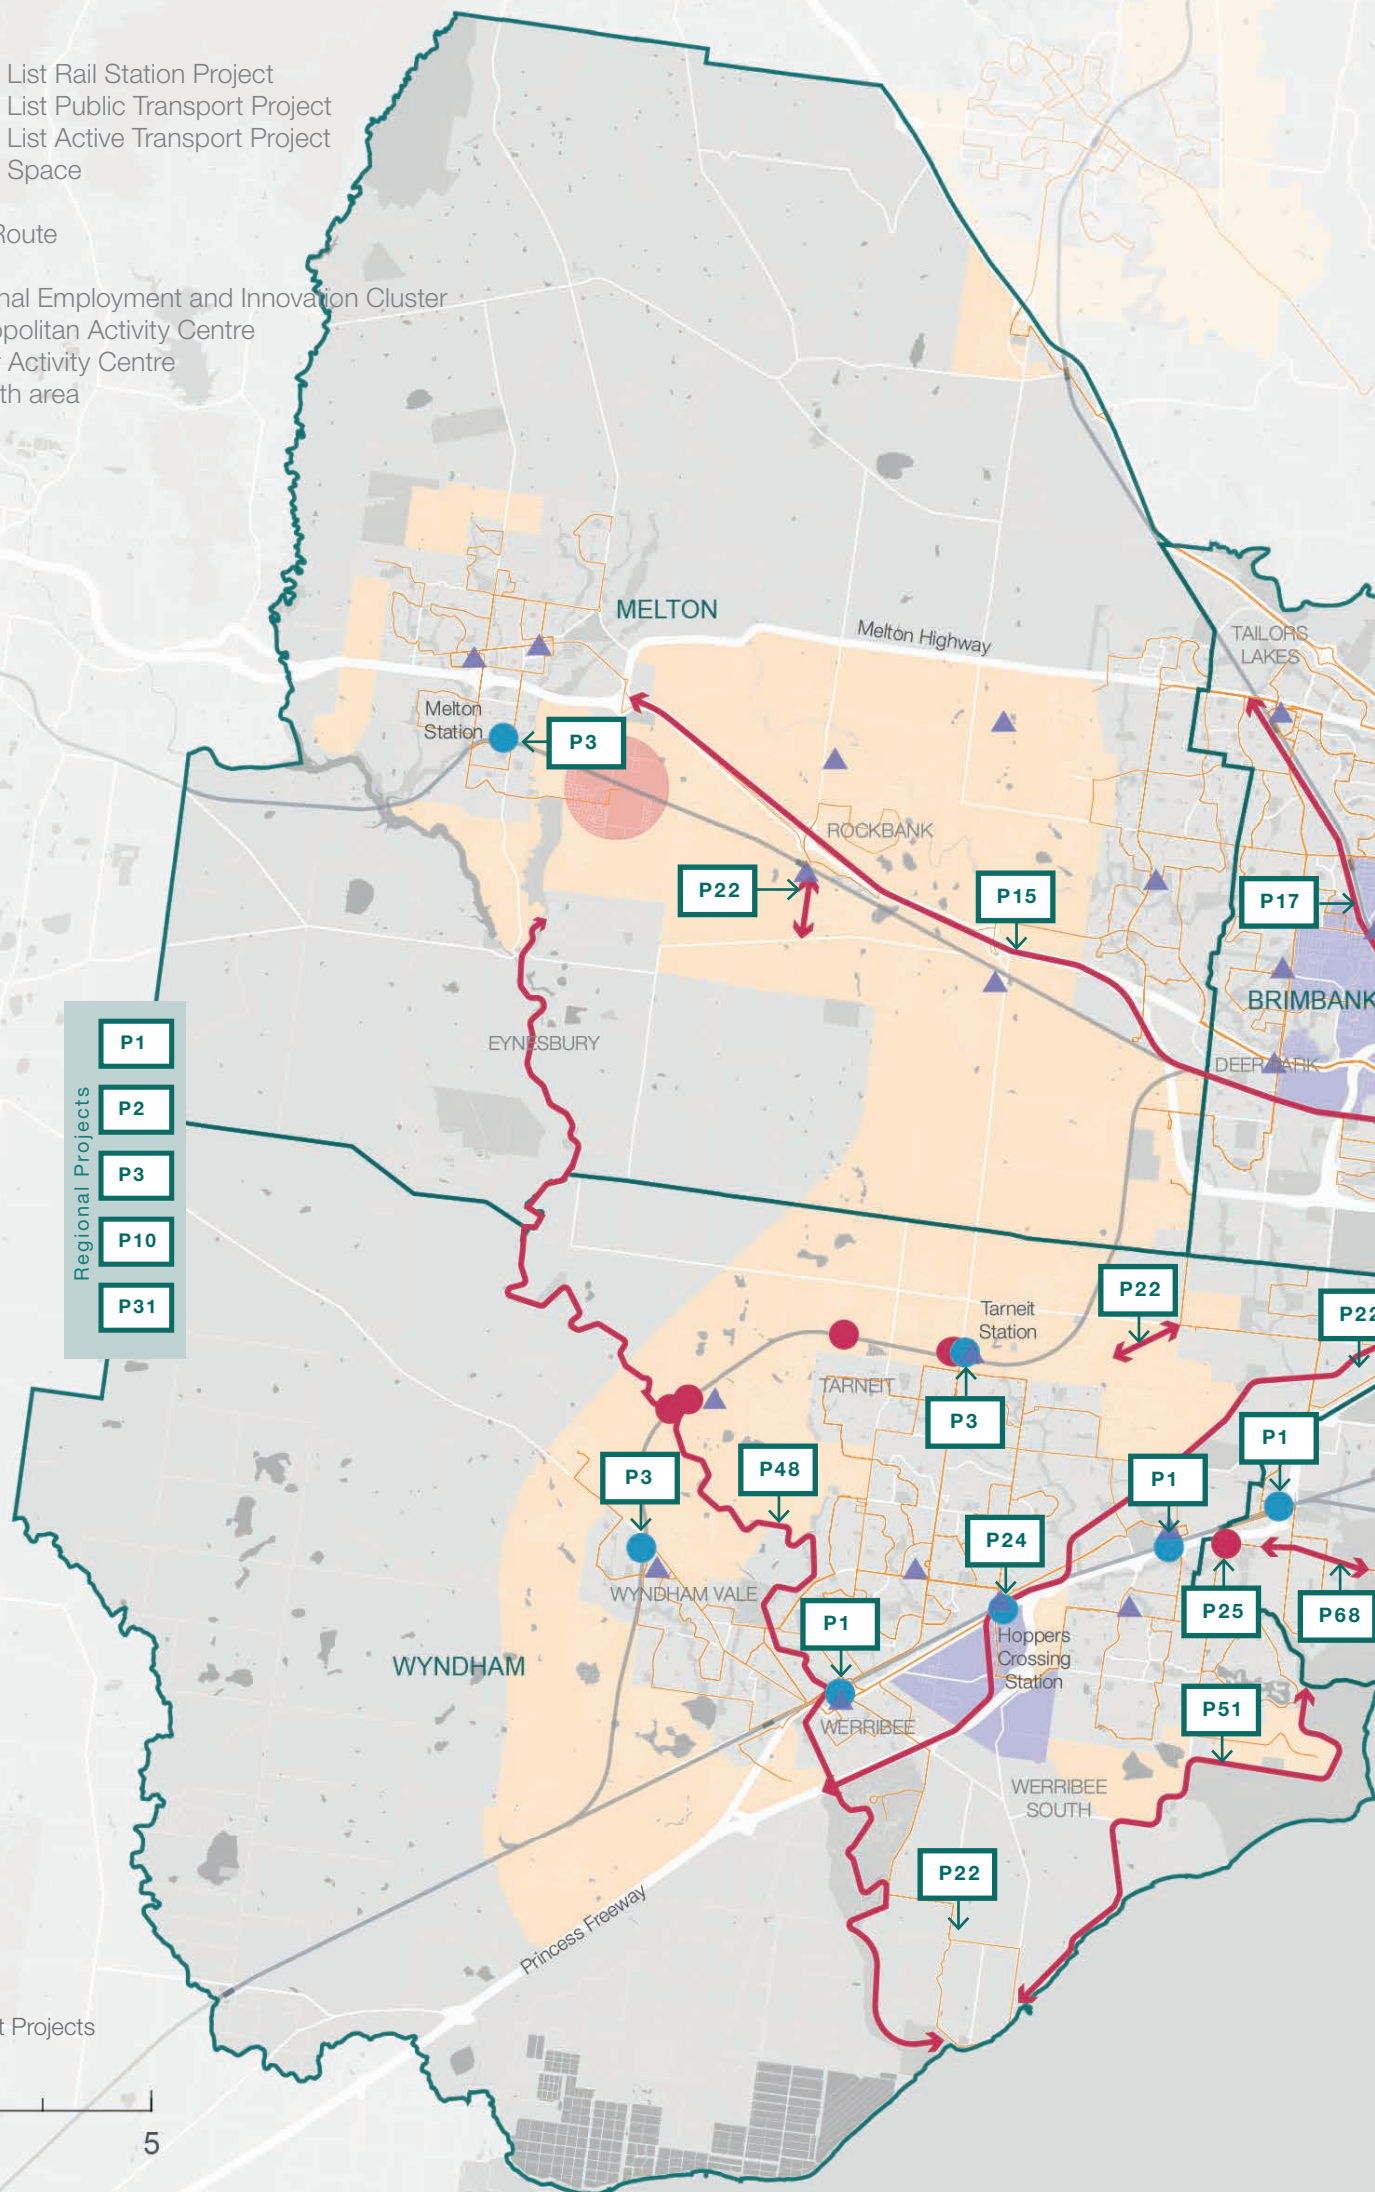 List Rail Station Project
List Public Transport Project
List Active Transport Project
Space
Route
nal Employment and Innovation Cluster
opolitan Activity Centre
Activity Centre
th area
MELTON
Melton Highway
TAILORS
LAKES
Melton
Station
P3
ROCKBANK
P22
P15
P17
BRIMBANK
EYNESBURY
DEER PARK
Regional Projects
P1
P2
P3
P10
P31
P22
P22
Tarneit
Station
TARNEIT
P3
P3
P48
P1
P1
P24
WYNDHAM VALE
P1
P25
P68
Hoppers
Crossing
Station
WYNDHAM
P51
WERRIBEE
WERRIBEE
SOUTH
P22
Princess Freeway
t Projects
5